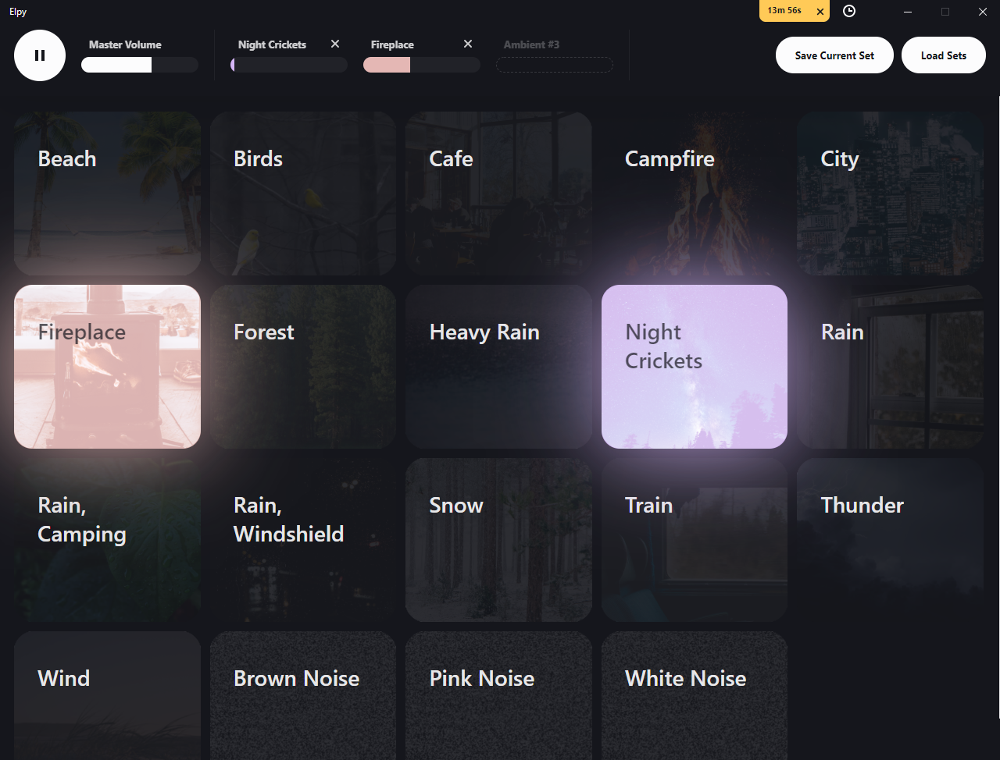 Elpy
13m 56s
Master Volume
Night Crickets
Fireplace
Ambient #3
Save Current Set
Load Sets
Beach
Birds
Cafe
Campfire
City
Fireplace
Forest
Heavy Rain
Night
Crickets
Rain
Rain,
Camping
Rain,
Windshield
Snow
Train
Thunder
Wind
Brown Noise
Pink Noise
White Noise